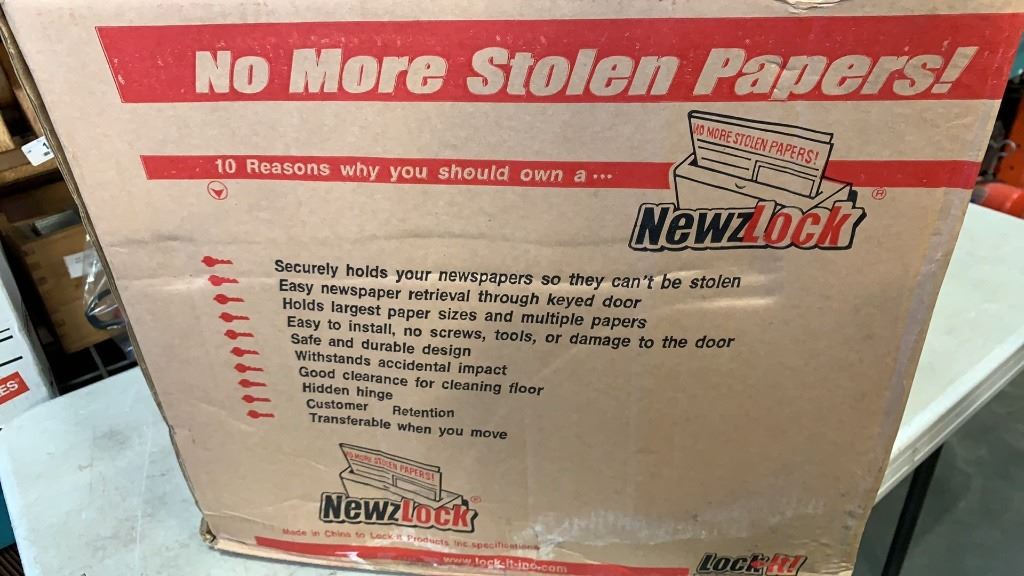 No More Stolen Papers!
NO MORE STOLEN PAPERS!
10 Reasons why you should own a ...
NewzLock
®
Securely holds your newspapers so they can't be stolen
Easy newspaper retrieval through keyed door
Holds largest paper sizes and multiple papers
Easy to install, no screws, tools, or damage to the door
Safe and durable design
Withstands accidental impact
Good clearance for cleaning floor
Hidden hinge
Customer Retention
Transferable when you move
NO MORE STOLEN PAPERS!
NewzLock
®
Made in China to Lock-It Products Inc specifications
www.lock-it-inc.com
Lock-It!
ES